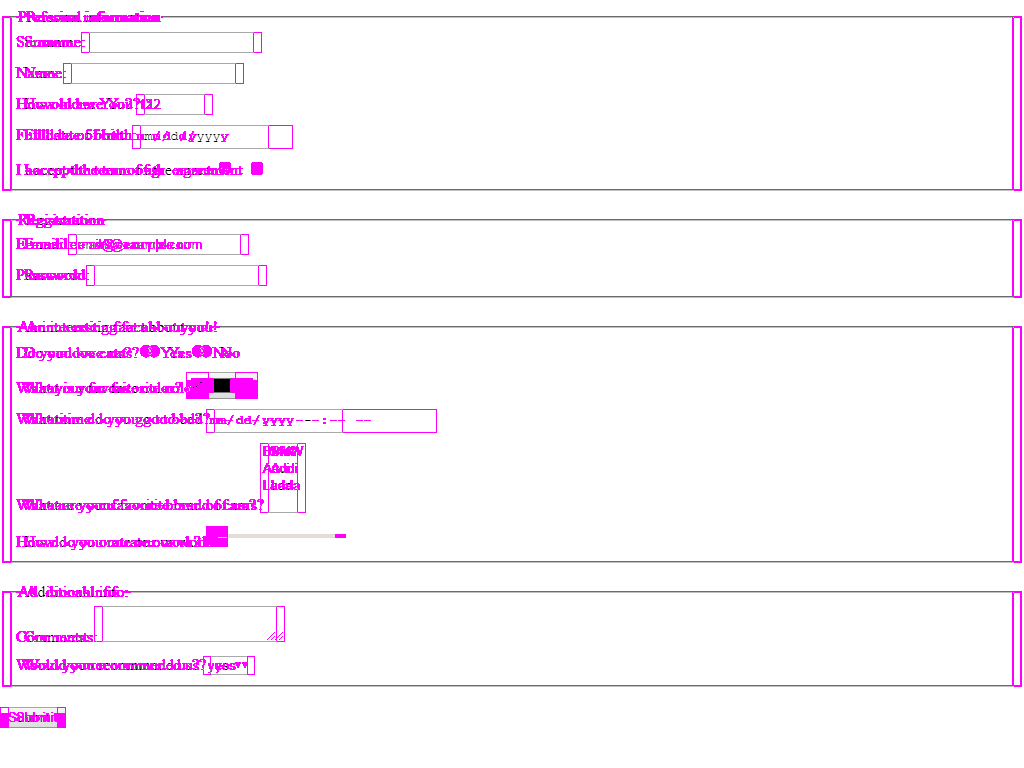 Personal information
Surname:
Name:
How old are You? 12
Full date of birth mm/dd/yyyy
I accept the term of the agreement
Registration
Email: email@example.com
Password:
An interesting fact about you!
Do you love cats? Yes No
What is your favorite color?
What time do you go to bed? mm/dd/yyyy --:-- --
BMW
Audi
Lada
What are your favorite brand of cars?
How do you rate our work?
Additional info:
Comments:
Would you recommend us? yes
Submit